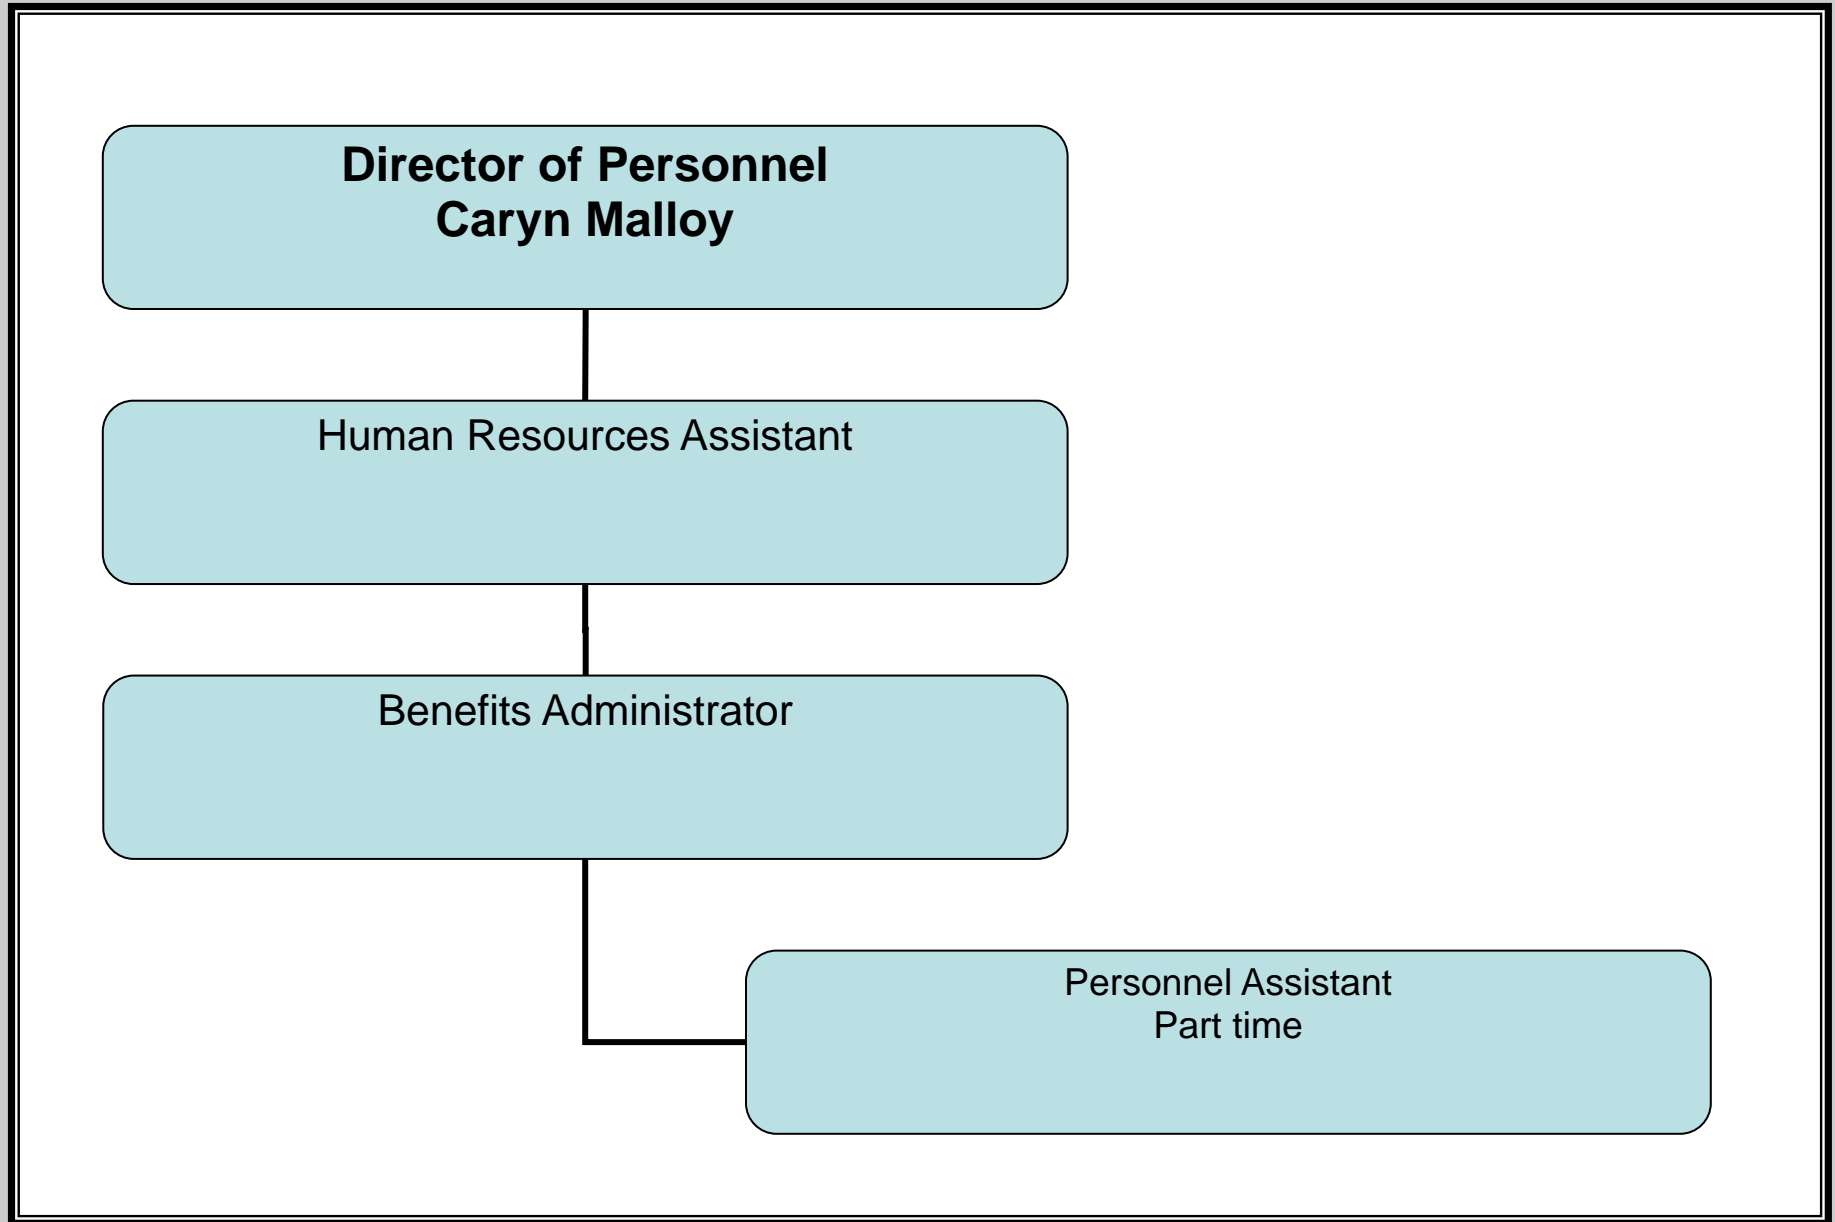 Director of Personnel
Caryn Malloy
Human Resources Assistant
Benefits Administrator
Personnel Assistant
Part time